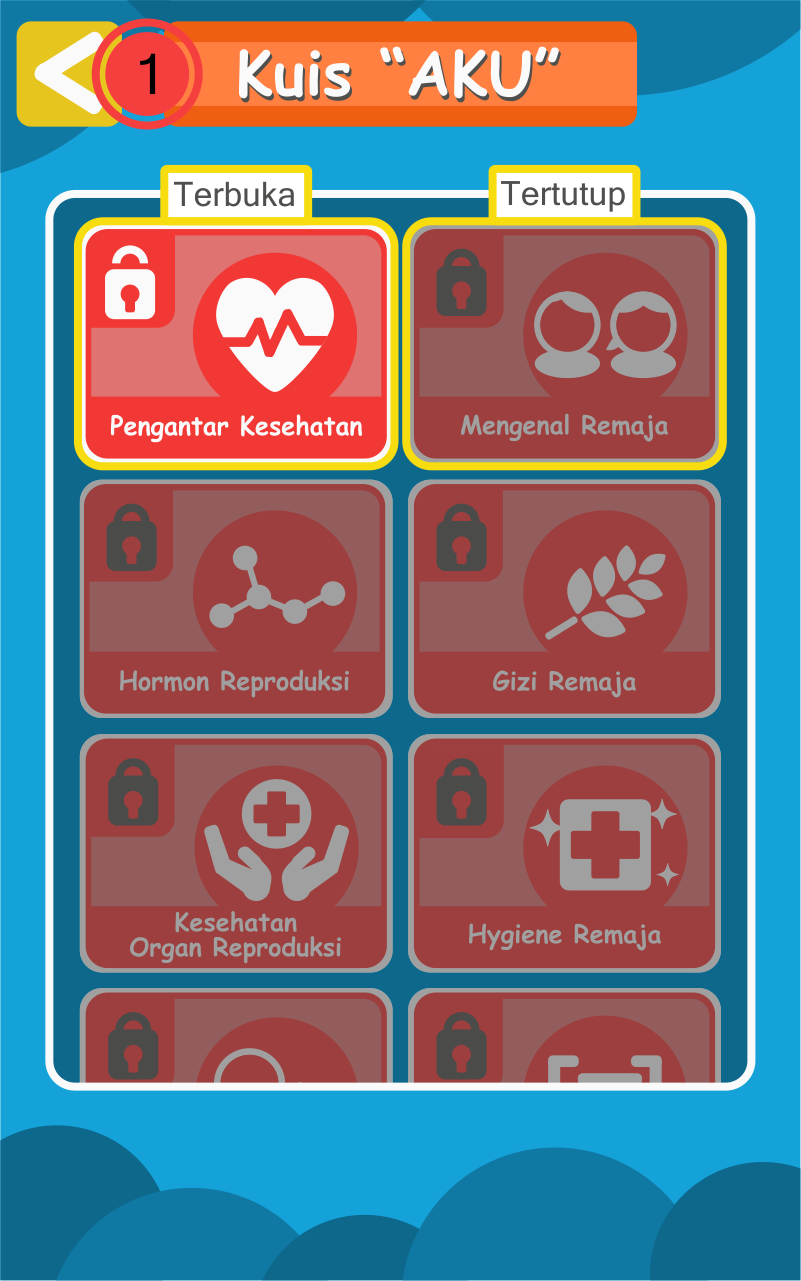 1
Kuis “AKU”
Terbuka
Tertutup
Pengantar Kesehatan
Mengenal Remaja
Hormon Reproduksi
Gizi Remaja
Kesehatan
Organ Reproduksi
Hygiene Remaja